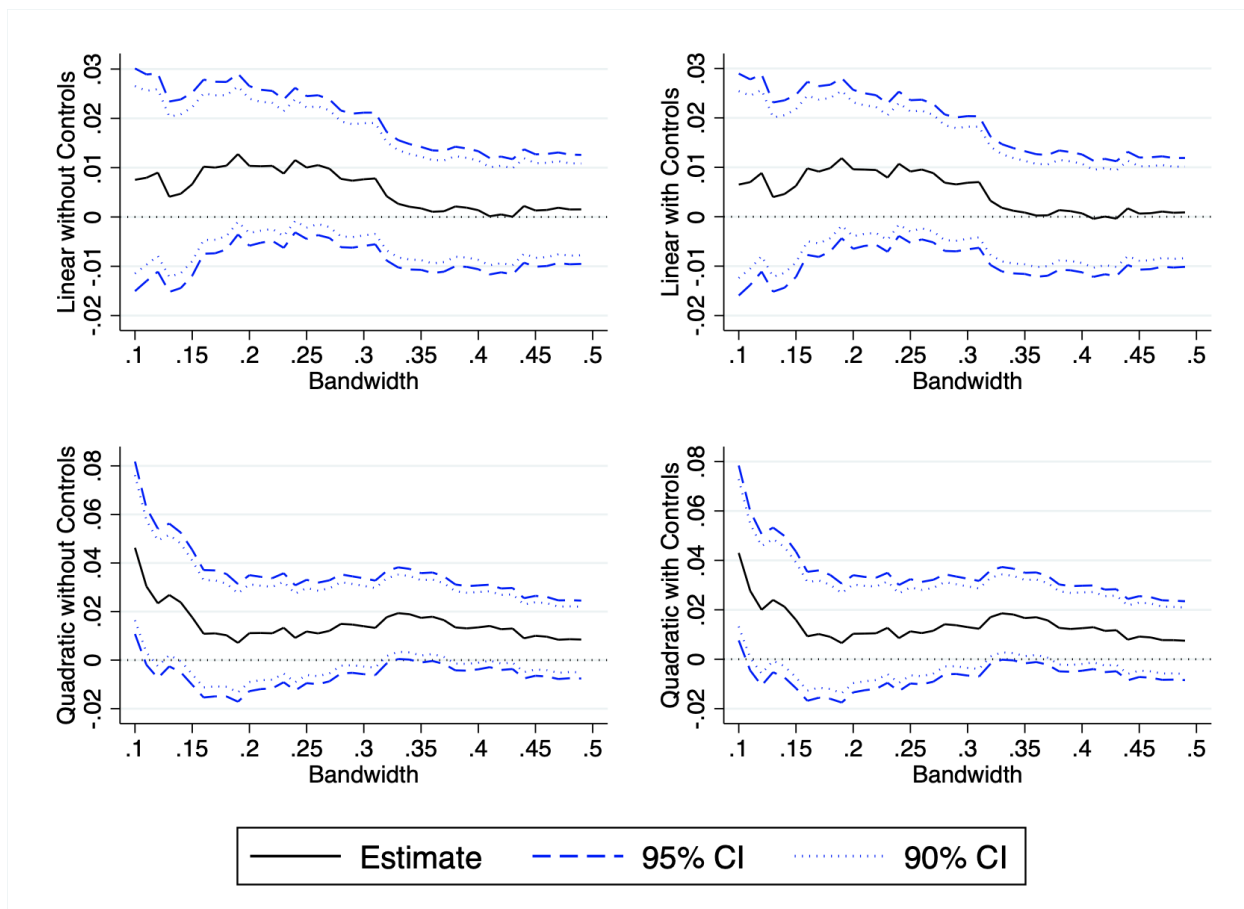 Linear without Controls
.03
.02
.01
0
-.01
-.02
.1 .15 .2 .25 .3 .35 .4 .45 .5
Bandwidth
Linear with Controls
.03
.02
.01
0
-.01
-.02
.1 .15 .2 .25 .3 .35 .4 .45 .5
Bandwidth
Quadratic without Controls
.08
.06
.04
.02
0
-.02
.1 .15 .2 .25 .3 .35 .4 .45 .5
Bandwidth
Quadratic with Controls
.08
.06
.04
.02
0
-.02
.1 .15 .2 .25 .3 .35 .4 .45 .5
Bandwidth
Estimate 95% CI 90% CI